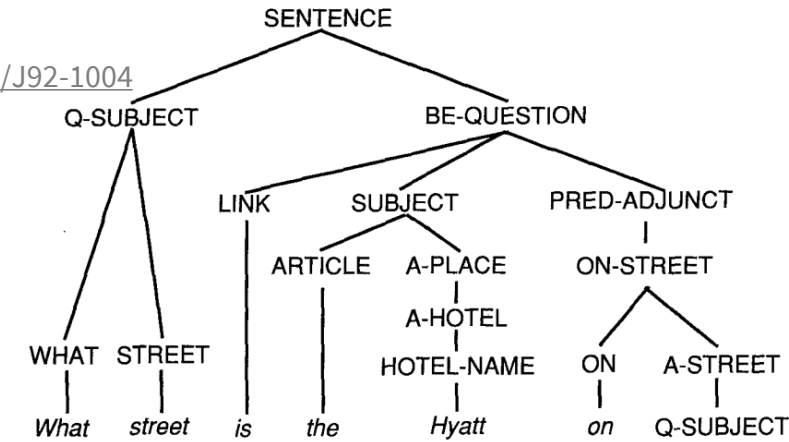 SENTENCE
/J92-1004
Q-SUBJECT BE-QUESTION
LINK SUBJECT PRED-ADJUNCT
ARTICLE A-PLACE ON-STREET
A-HOTEL
WHAT STREET HOTEL-NAME ON A-STREET
What street is the Hyatt on Q-SUBJECT